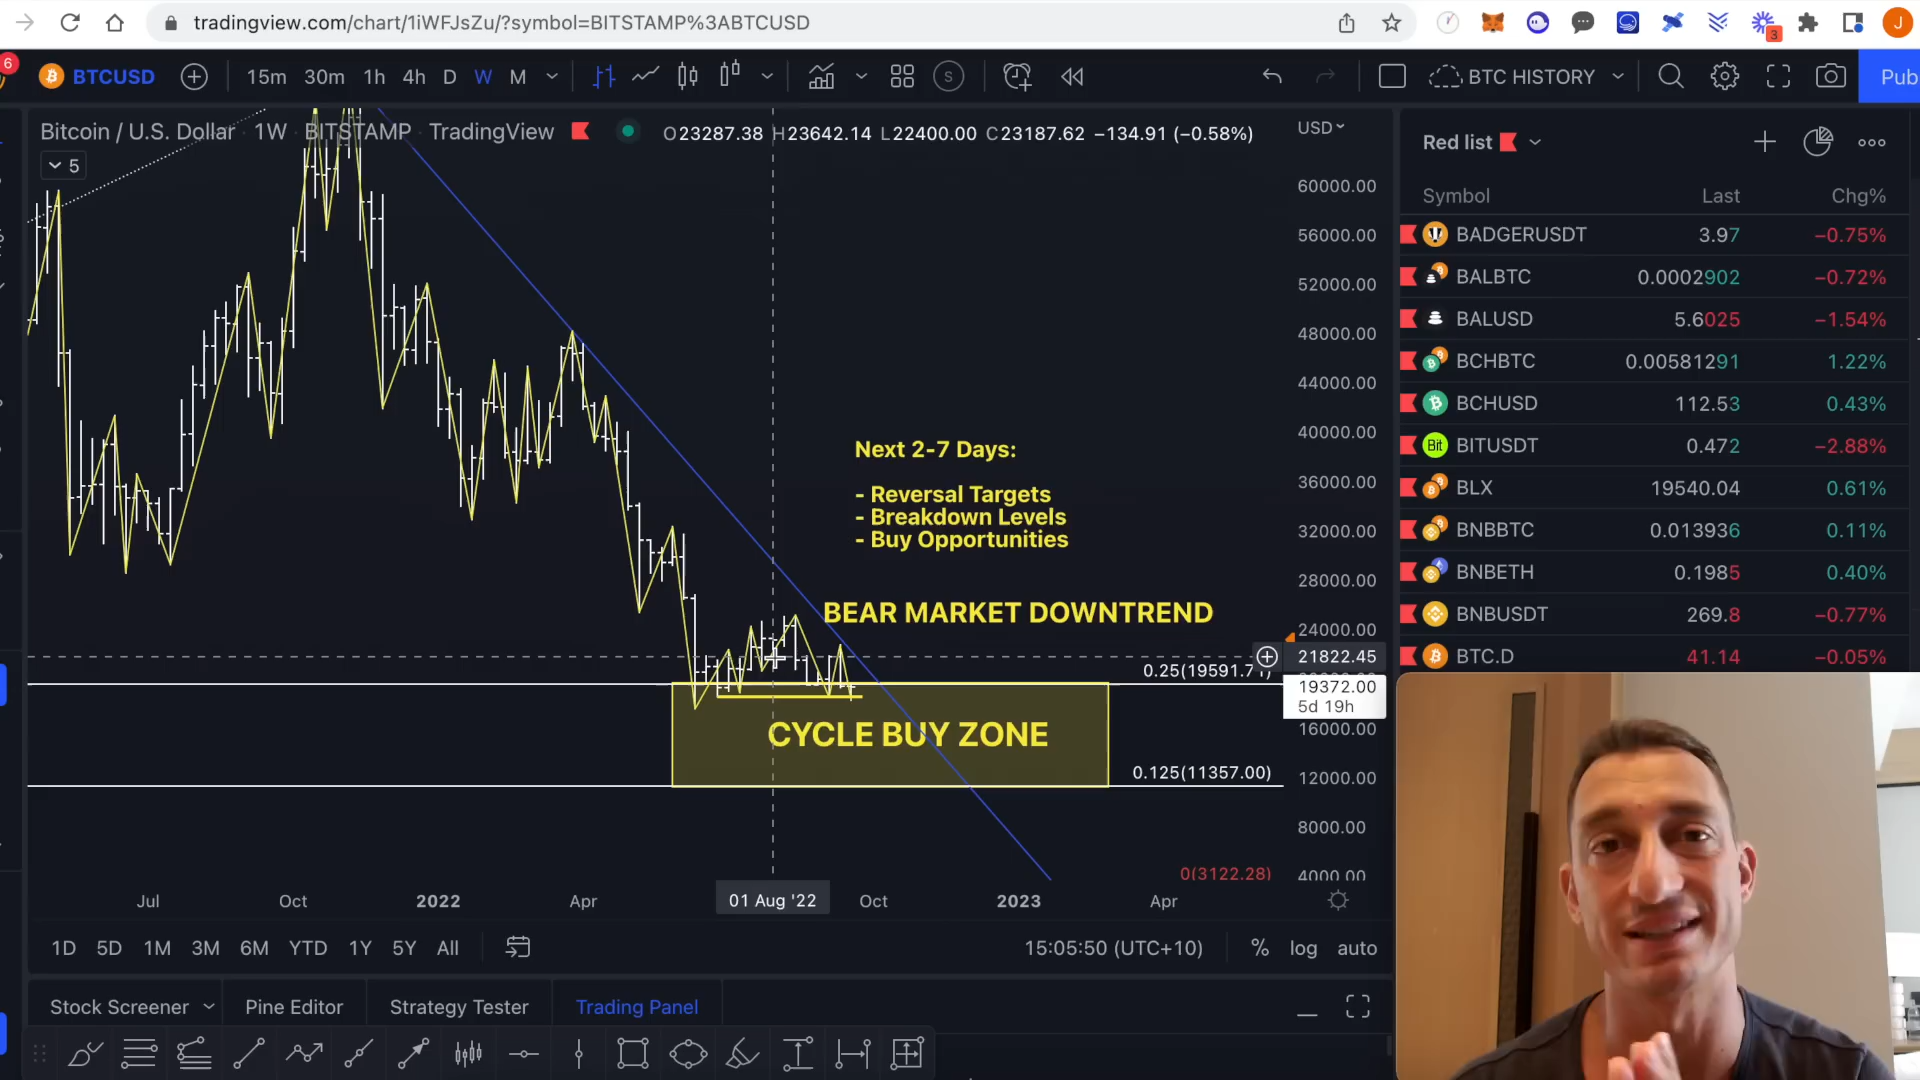 tradingview.com/chart/1iWFJsZu/?symbol=BITSTAMP%3ABTCUSD
3
J
6
BTCUSD 15m 30m 1h 4h D W M S BTC HISTORY Pub
Bitcoin / U.S. Dollar 1W BITSTAMP TradingView O23287.38 H23642.14 L22400.00 C23187.62 −134.91 (−0.58%)
5
USD
60000.00
56000.00
52000.00
48000.00
44000.00
40000.00
36000.00
32000.00
28000.00
24000.00
21822.45
19372.00
5d 19h
16000.00
12000.00
8000.00
4000.00
Next 2-7 Days:
- Reversal Targets
- Breakdown Levels
- Buy Opportunities
BEAR MARKET DOWNTREND
0.25(19591.71)
CYCLE BUY ZONE
0.125(11357.00)
0(3122.28)
Jul Oct 2022 Apr 01 Aug '22 Oct 2023 Apr
1D 5D 1M 3M 6M YTD 1Y 5Y All 15:05:50 (UTC+10) % log auto
Stock Screener Pine Editor Strategy Tester Trading Panel
Red list
Symbol Last Chg%
BADGERUSDT 3.97 −0.75%
BALBTC 0.0002902 −0.72%
BALUSD 5.6025 −1.54%
BCHBTC 0.00581291 1.22%
BCHUSD 112.53 0.43%
Bit BITUSDT 0.472 −2.88%
BLX 19540.04 0.61%
BNBBTC 0.013936 0.11%
BNBETH 0.1985 0.40%
BNBUSDT 269.8 −0.77%
BTC.D 41.14 −0.05%